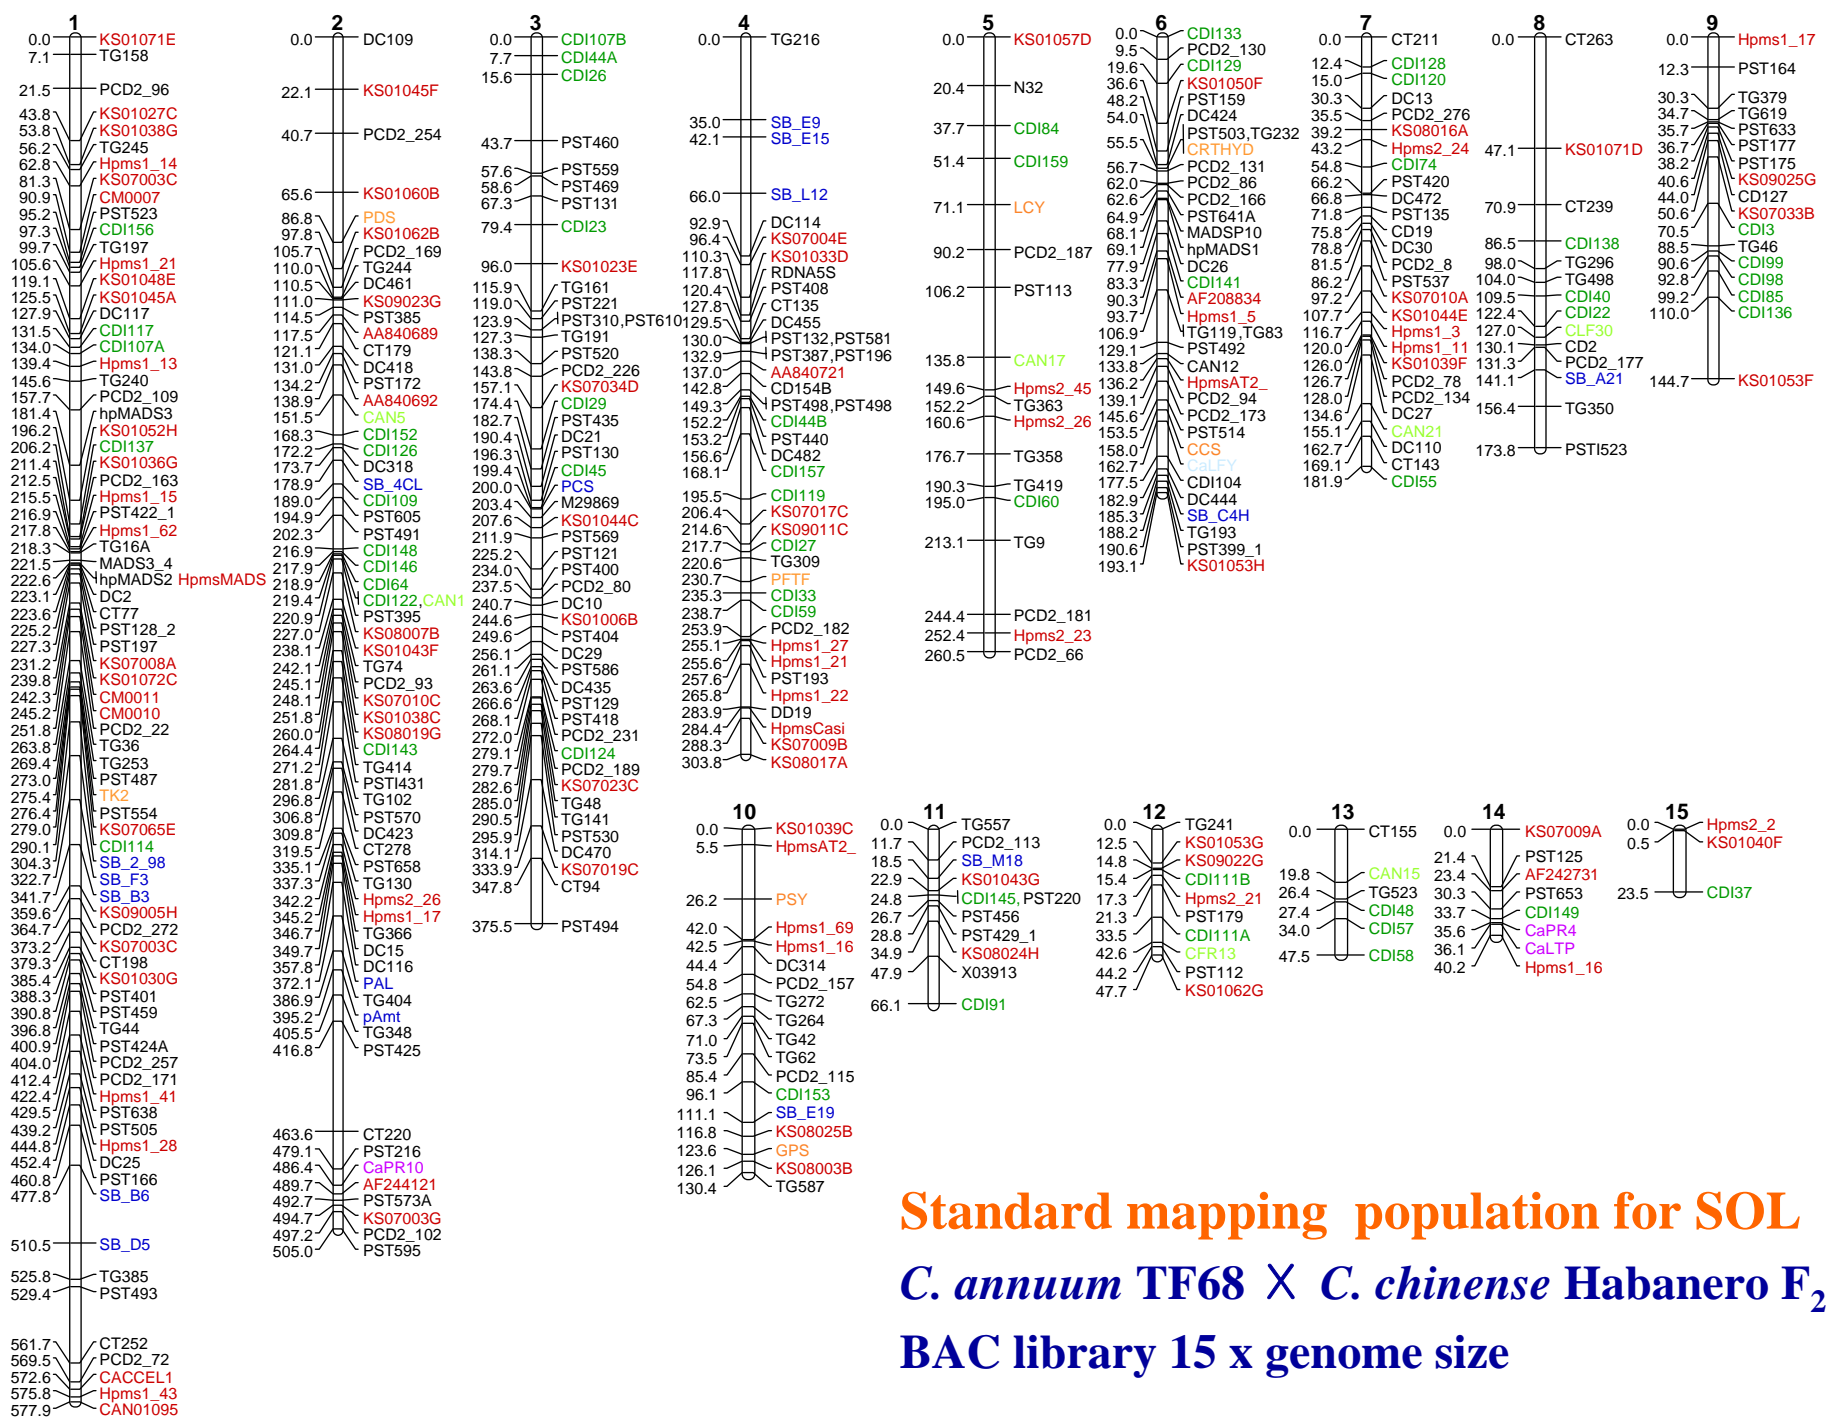 1
0.0 KS01071E
7.1 TG158
21.5 PCD2_96
43.8 KS01027C
53.8 KS01038G
56.2 TG245
62.8 Hpms1_14
81.3 KS07003C
90.9 CM0007
95.2 PST523
97.3 CDI156
99.7 TG197
105.6 Hpms1_21
119.1 KS01048E
125.5 KS01045A
127.9 DC117
131.5 CDI117
134.0 CDI107A
139.4 Hpms1_13
145.6 TG240
157.7 PCD2_109
181.4 hpMADS3
196.2 KS01052H
206.2 CDI137
211.4 KS01036G
212.5 PCD2_163
215.5 Hpms1_15
216.9 PST422_1
217.8 Hpms1_62
218.3 TG16A
221.5 MADS3_4
222.6 hpMADS2 HpmsMADS
223.1 DC2
223.6 CT77
225.2 PST128_2
227.3 PST197
231.2 KS07008A
239.8 KS01072C
242.3 CM0011
245.2 CM0010
251.8 PCD2_22
263.8 TG36
269.4 TG253
273.0 PST487
275.4 TK2
276.4 PST554
279.0 KS07065E
290.1 CDI114
304.3 SB_2_98
322.7 SB_F3
341.7 SB_B3
359.6 KS09005H
364.7 PCD2_272
373.2 KS07003C
379.3 CT198
385.4 KS01030G
388.3 PST401
390.8 PST459
396.8 TG44
400.9 PST424A
404.0 PCD2_257
412.4 PCD2_171
422.4 Hpms1_41
429.5 PST638
439.2 PST505
444.8 Hpms1_28
452.4 DC25
460.8 PST166
477.8 SB_B6
510.5 SB_D5
525.8 TG385
529.4 PST493
561.7 CT252
569.5 PCD2_72
572.6 CACCEL1
575.8 Hpms1_43
577.9 CAN01095
2
0.0 DC109
22.1 KS01045F
40.7 PCD2_254
65.6 KS01060B
86.8 PDS
97.8 KS01062B
105.7 PCD2_169
110.0 TG244
110.5 DC461
111.0 KS09023G
114.5 PST385
117.5 AA840689
121.1 CT179
131.0 DC418
134.2 PST172
138.9 AA840692
151.5 CAN5
168.3 CDI152
172.2 CDI126
173.7 DC318
178.9 SB_4CL
189.0 CDI109
194.9 PST605
202.3 PST491
216.9 CDI148
217.9 CDI146
218.9 CDI64
219.4 CDI122,CAN1
220.9 PST395
227.0 KS08007B
238.1 KS01043F
242.1 TG74
245.1 PCD2_93
248.1 KS07010C
251.8 KS01038C
260.0 KS08019G
264.4 CDI143
271.2 TG414
281.8 PSTI431
296.8 TG102
306.8 PST570
309.8 DC423
319.5 CT278
335.1 PST658
337.3 TG130
342.2 Hpms2_26
345.2 Hpms1_17
346.7 TG366
349.7 DC15
357.8 DC116
372.1 PAL
386.9 TG404
395.2 pAmt
405.5 TG348
416.8 PST425
463.6 CT220
479.1 PST216
486.4 CaPR10
489.7 AF244121
492.7 PST573A
494.7 KS07003G
497.2 PCD2_102
505.0 PST595
3
0.0 CDI107B
7.7 CDI44A
15.6 CDI26
43.7 PST460
57.6 PST559
58.6 PST469
67.3 PST131
79.4 CDI23
96.0 KS01023E
115.9 TG161
119.0 PST221
123.9 PST310,PST610
127.3 TG191
138.3 PST520
143.8 PCD2_226
157.1 KS07034D
174.4 CDI29
182.7 PST435
190.4 DC21
196.3 PST130
199.4 CDI45
200.0 PCS
203.4 M29869
207.6 KS01044C
211.9 PST569
225.2 PST121
234.0 PST400
237.5 PCD2_80
240.7 DC10
244.6 KS01006B
249.6 PST404
256.1 DC29
261.1 PST586
263.6 DC435
266.6 PST129
268.1 PST418
272.0 PCD2_231
279.1 CDI124
279.7 PCD2_189
282.6 KS07023C
285.0 TG48
290.5 TG141
295.9 PST530
314.1 DC470
333.9 KS07019C
347.8 CT94
375.5 PST494
4
0.0 TG216
35.0 SB_E9
42.1 SB_E15
66.0 SB_L12
92.9 DC114
96.4 KS07004E
110.3 KS01033D
117.8 RDNA5S
120.4 PST408
127.8 CT135
129.5 DC455
130.0 PST132,PST581
132.9 PST387,PST196
137.0 AA840721
142.8 CD154B
149.3 PST498,PST498
152.2 CDI44B
153.2 PST440
156.6 DC482
168.1 CDI157
195.5 CDI119
206.4 KS07017C
214.6 KS09011C
217.7 CDI27
220.6 TG309
230.7 PFTF
235.3 CDI33
238.7 CDI59
253.9 PCD2_182
255.1 Hpms1_27
255.6 Hpms1_21
257.6 PST193
265.8 Hpms1_22
283.9 DD19
284.4 HpmsCasi
288.3 KS07009B
303.8 KS08017A
5
0.0 KS01057D
20.4 N32
37.7 CDI84
51.4 CDI159
71.1 LCY
90.2 PCD2_187
106.2 PST113
135.8 CAN17
149.6 Hpms2_45
152.2 TG363
160.6 Hpms2_26
176.7 TG358
190.3 TG419
195.0 CDI60
213.1 TG9
244.4 PCD2_181
252.4 Hpms2_23
260.5 PCD2_66
6
0.0 CDI133
9.5 PCD2_130
19.6 CDI129
36.6 KS01050F
48.2 PST159
54.0 DC424
55.5 PST503,TG232
CRTHYD
56.7 PCD2_131
62.0 PCD2_86
62.6 PCD2_166
64.9 PST641A
68.1 MADSP10
69.1 hpMADS1
77.9 DC26
83.3 CDI141
90.3 AF208834
93.7 Hpms1_5
106.9 TG119,TG83
129.1 PST492
133.8 CAN12
136.2 HpmsAT2_
139.1 PCD2_94
145.6 PCD2_173
153.5 PST514
158.0 CCS
162.7 CaLFY
177.5 CDI104
182.9 DC444
185.3 SB_C4H
188.2 TG193
190.6 PST399_1
193.1 KS01053H
7
0.0 CT211
12.4 CDI128
15.0 CDI120
30.3 DC13
35.5 PCD2_276
39.2 KS08016A
43.2 Hpms2_24
54.8 CDI74
66.2 PST420
66.8 DC472
71.8 PST135
75.8 CD19
78.8 DC30
81.5 PCD2_8
86.2 PST537
97.2 KS07010A
107.7 KS01044E
116.7 Hpms1_3
120.0 Hpms1_11
126.0 KS01039F
126.7 PCD2_78
128.0 PCD2_134
134.6 DC27
155.1 CAN21
162.7 DC110
169.1 CT143
181.9 CDI55
8
0.0 CT263
47.1 KS01071D
70.9 CT239
86.5 CDI138
98.0 TG296
104.0 TG498
109.5 CDI40
122.4 CDI22
127.0 CLF30
130.1 CD2
131.3 PCD2_177
141.1 SB_A21
156.4 TG350
173.8 PSTI523
9
0.0 Hpms1_17
12.3 PST164
30.3 TG379
34.7 TG619
35.7 PST633
36.7 PST177
38.2 PST175
40.6 KS09025G
44.0 CD127
50.6 KS07033B
70.5 CDI3
88.5 TG46
90.6 CDI99
92.8 CDI98
99.2 CDI85
110.0 CDI136
144.7 KS01053F
10
0.0 KS01039C
5.5 HpmsAT2_
26.2 PSY
42.0 Hpms1_69
42.5 Hpms1_16
44.4 DC314
54.8 PCD2_157
62.5 TG272
67.3 TG264
71.0 TG42
73.5 TG62
85.4 PCD2_115
96.1 CDI153
111.1 SB_E19
116.8 KS08025B
123.6 GPS
126.1 KS08003B
130.4 TG587
11
0.0 TG557
11.7 PCD2_113
18.5 SB_M18
22.9 KS01043G
24.8 CDI145, PST220
26.7 PST456
28.8 PST429_1
34.9 KS08024H
47.9 X03913
66.1 CDI91
12
0.0 TG241
12.5 KS01053G
14.8 KS09022G
15.4 CDI111B
17.3 Hpms2_21
21.3 PST179
33.5 CDI111A
42.6 CFR13
44.2 PST112
47.7 KS01062G
13
0.0 CT155
19.8 CAN15
26.4 TG523
27.4 CDI48
34.0 CDI57
47.5 CDI58
14
0.0 KS07009A
21.4 PST125
23.4 AF242731
30.3 PST653
33.7 CDI149
35.6 CaPR4
36.1 CaLTP
40.2 Hpms1_16
15
0.0 Hpms2_2
0.5 KS01040F
23.5 CDI37
Standard mapping population for SOL
C. annuum TF68 X C. chinense Habanero F2
BAC library 15 x genome size